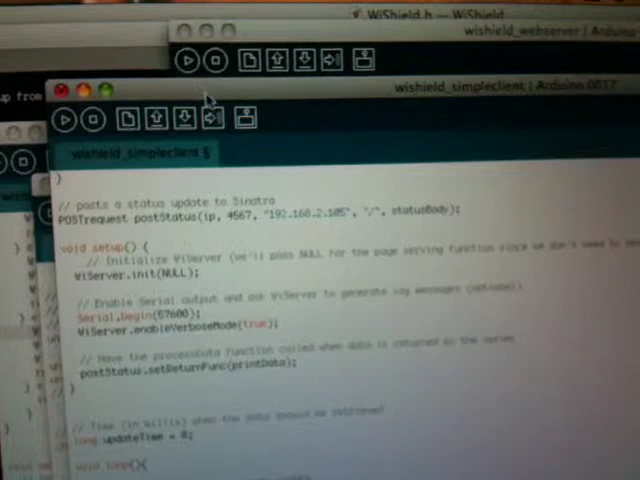 WiShield.h — WiShield
wishield_webserver | Arduino
up from
wishield_simpleclient | Arduino 0017
wishield_simpleclient §
}
// posts a status update to Sinatra
POSTrequest postStatus(ip, 4567, "192.168.2.105", "/", statusBody);
void setup() {
// Initialize WiServer (we'll pass NULL for the page serving function since we don't need to
WiServer.init(NULL);
// Enable Serial output and ask WiServer to generate log messages (optional)
Serial.begin(57600);
WiServer.enableVerboseMode(true);
// Have the processData function called when data is returned by the server
postStatus.setReturnFunc(printData);
}
// Time (in millis) when the data should be retrieved
long updateTime = 0;
void loop(){